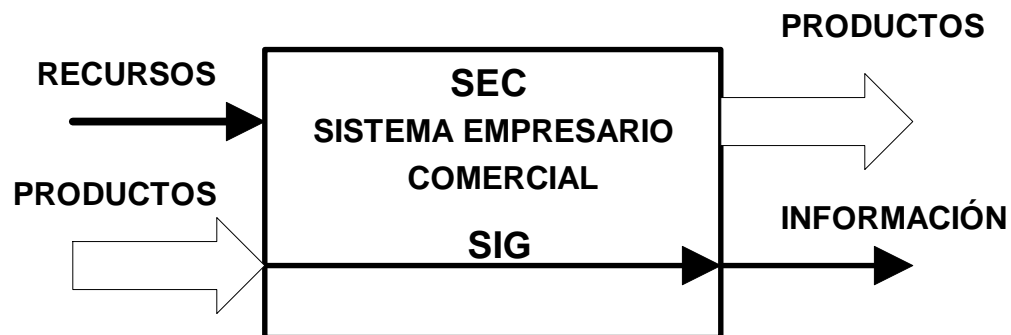 PRODUCTOS
RECURSOS
SEC
SISTEMA EMPRESARIO
COMERCIAL
PRODUCTOS
INFORMACIÓN
SIG